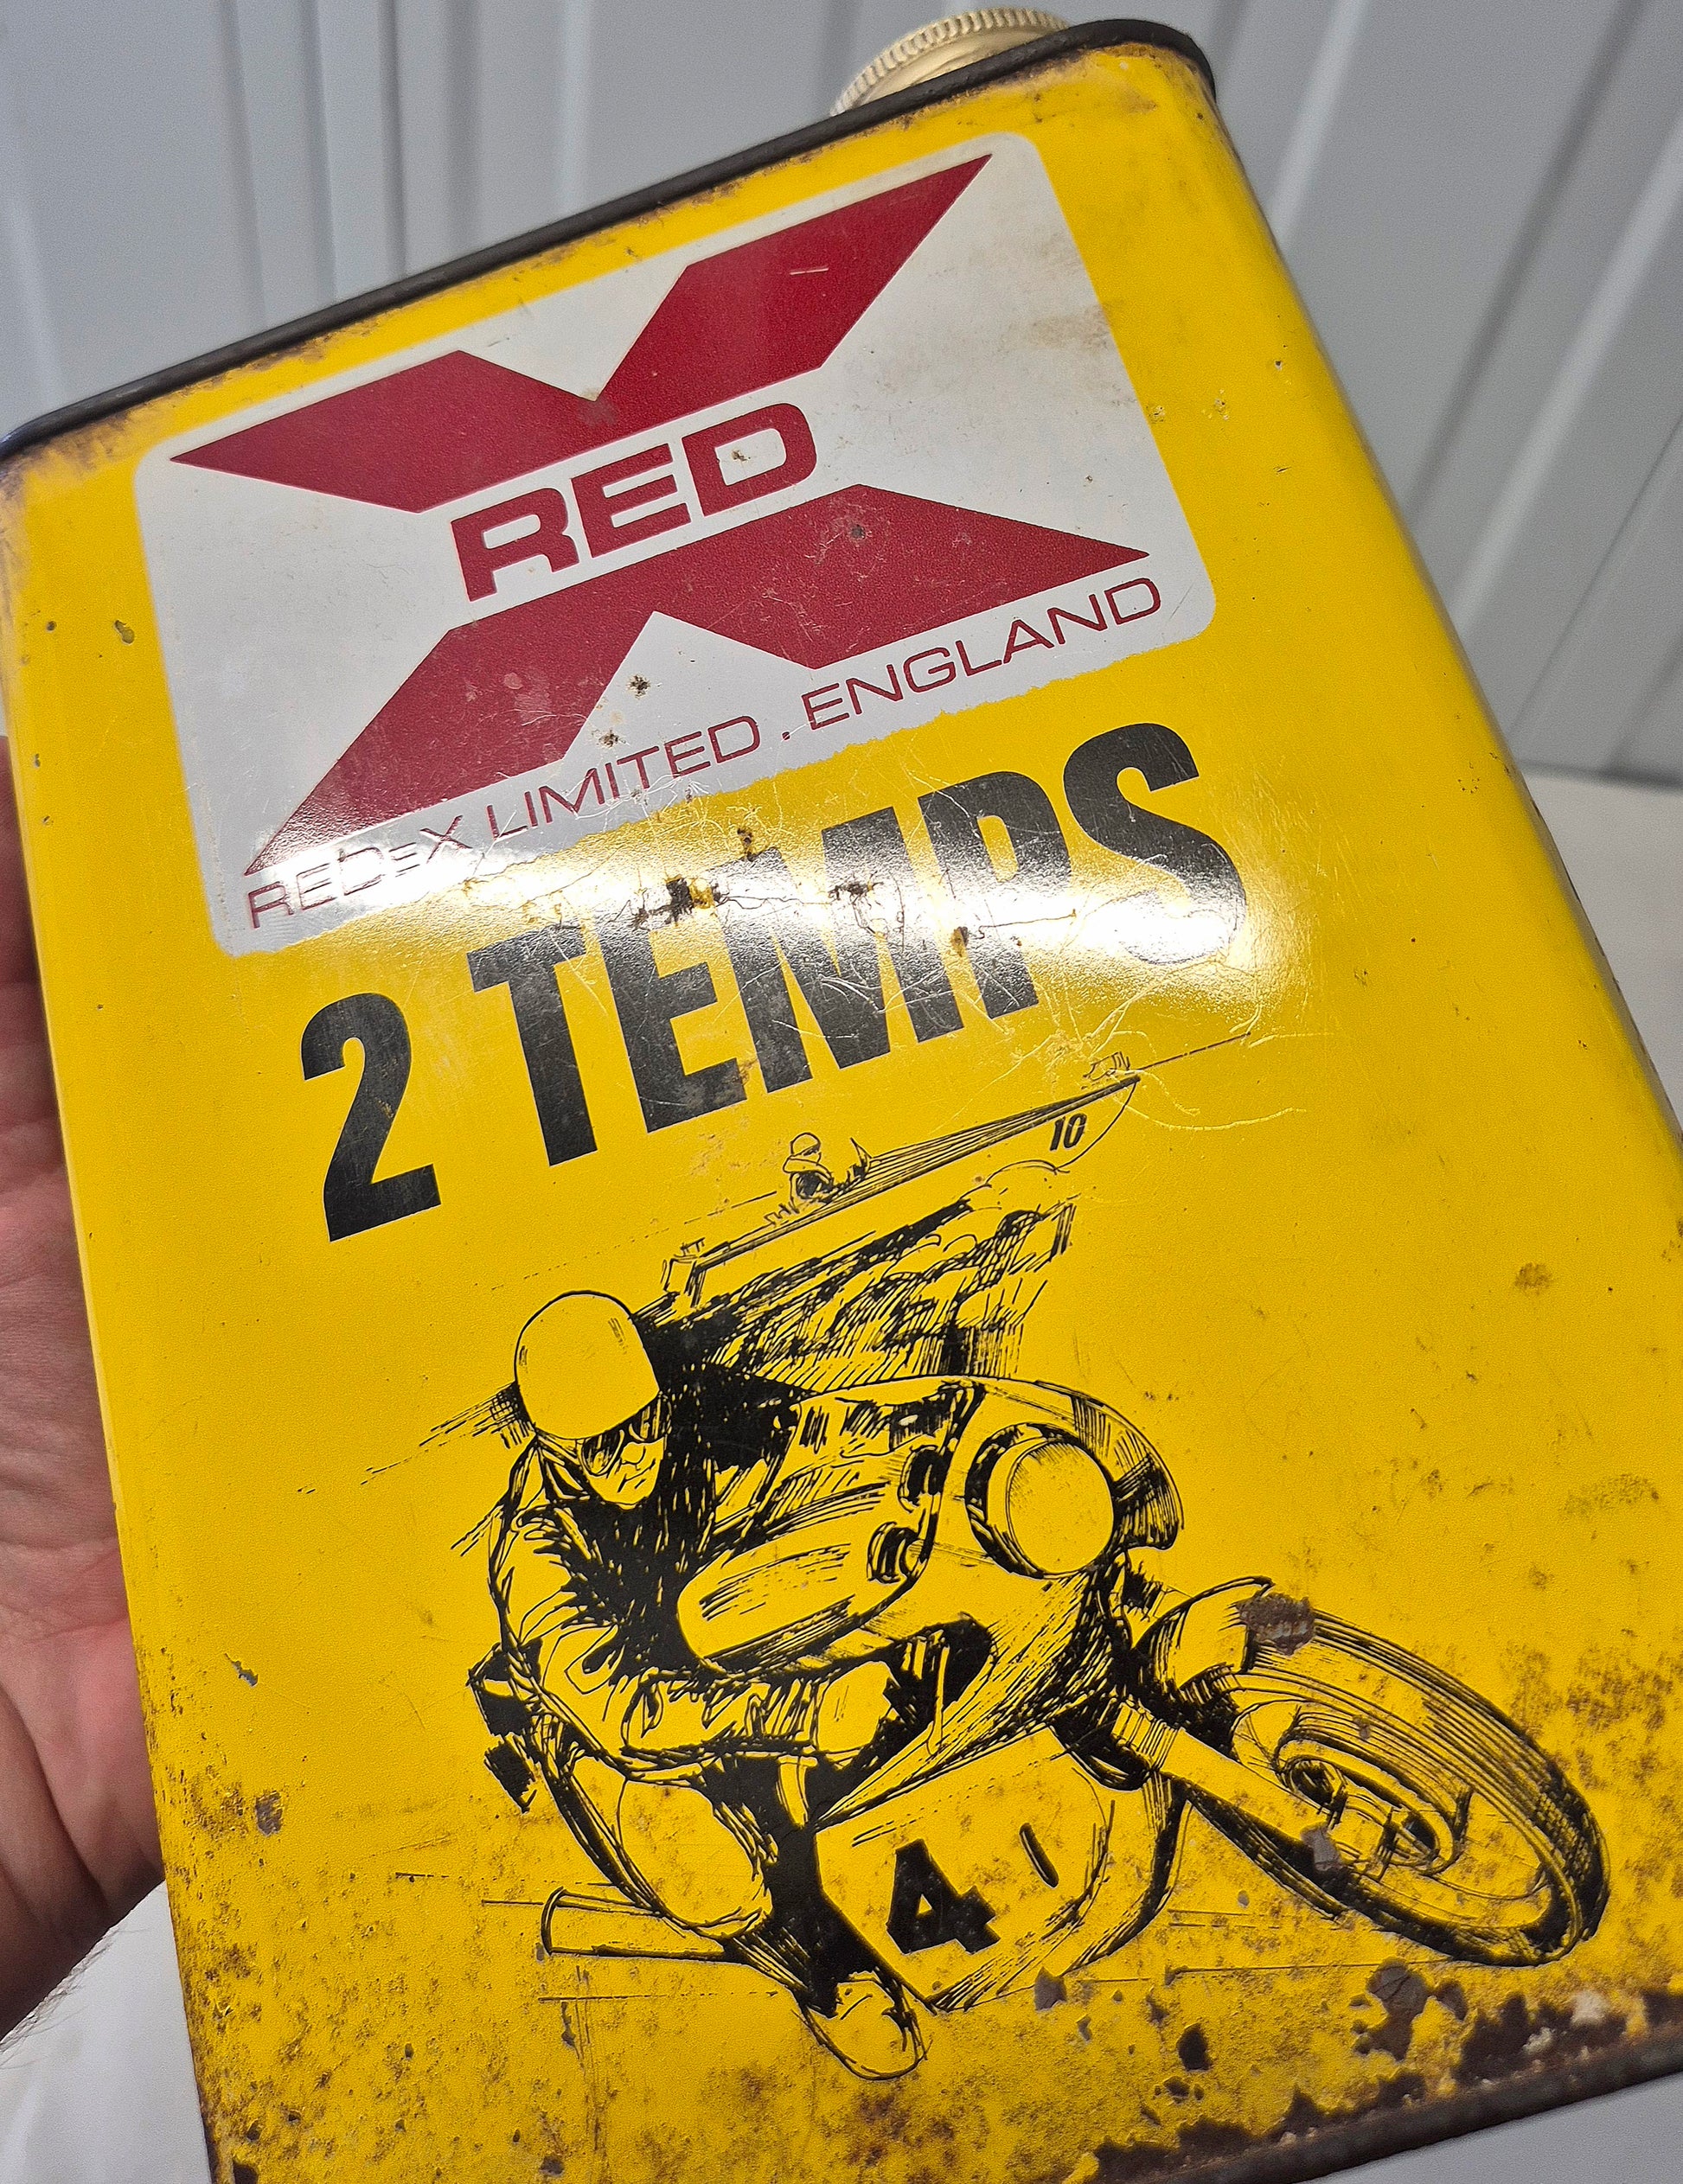 RED
REDEX LIMITED. ENGLAND
2 TEMPS
10
4